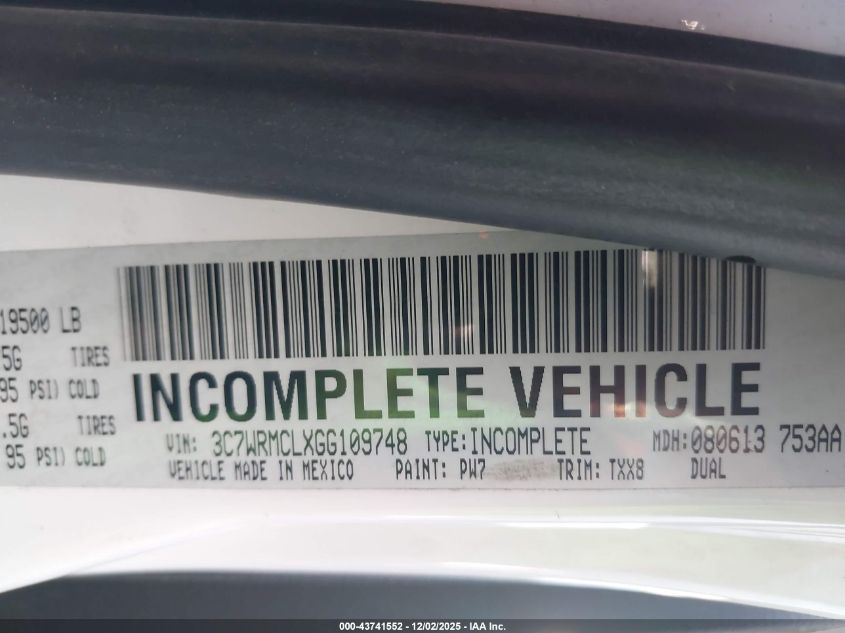 19500 LB
5G TIRES
95 PSI) COLD
.5G TIRES
95 PSI) COLD
INCOMPLETE VEHICLE
VIN: 3C7WRMCLXGG109748 TYPE: INCOMPLETE MDH: 080613 753AA
VEHICLE MADE IN MEXICO PAINT: PW7 TRIM: TXX8 DUAL
000-43741552 - 12/02/2025 - IAA Inc.